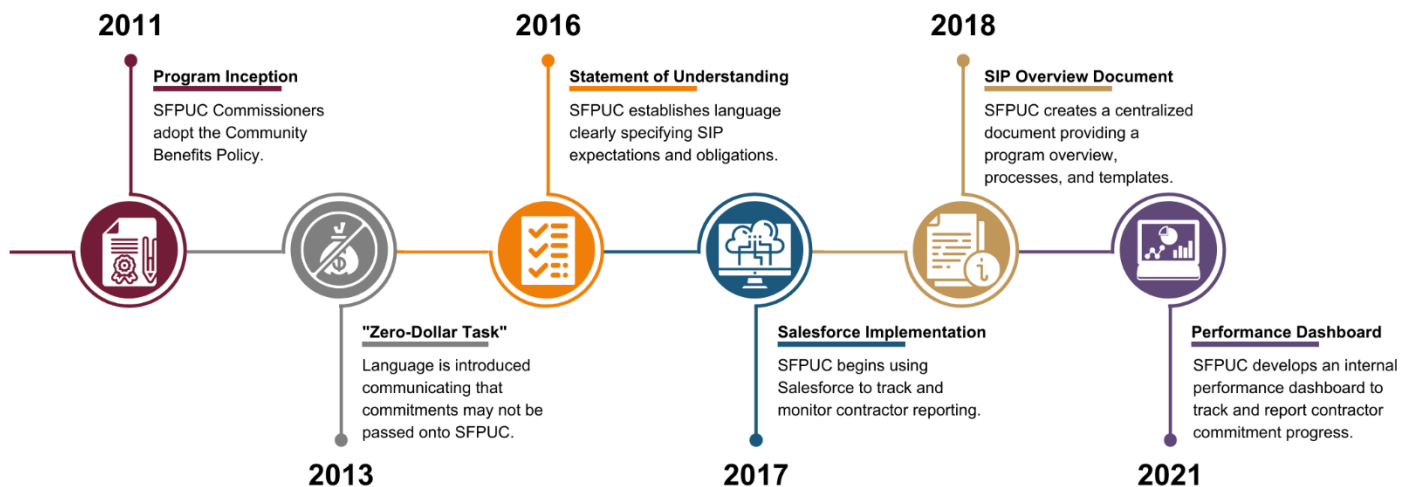 2011
Program Inception
SFPUC Commissioners
adopt the Community
Benefits Policy.
"Zero-Dollar Task"
Language is introduced
communicating that
commitments may not be
passed onto SFPUC.
2013
2016
Statement of Understanding
SFPUC establishes language
clearly specifying SIP
expectations and obligations.
Salesforce Implementation
SFPUC begins using
Salesforce to track and
monitor contractor reporting.
2017
2018
SIP Overview Document
SFPUC creates a centralized
document providing a
program overview,
processes, and templates.
Performance Dashboard
SFPUC develops an internal
performance dashboard to
track and report contractor
commitment progress.
2021